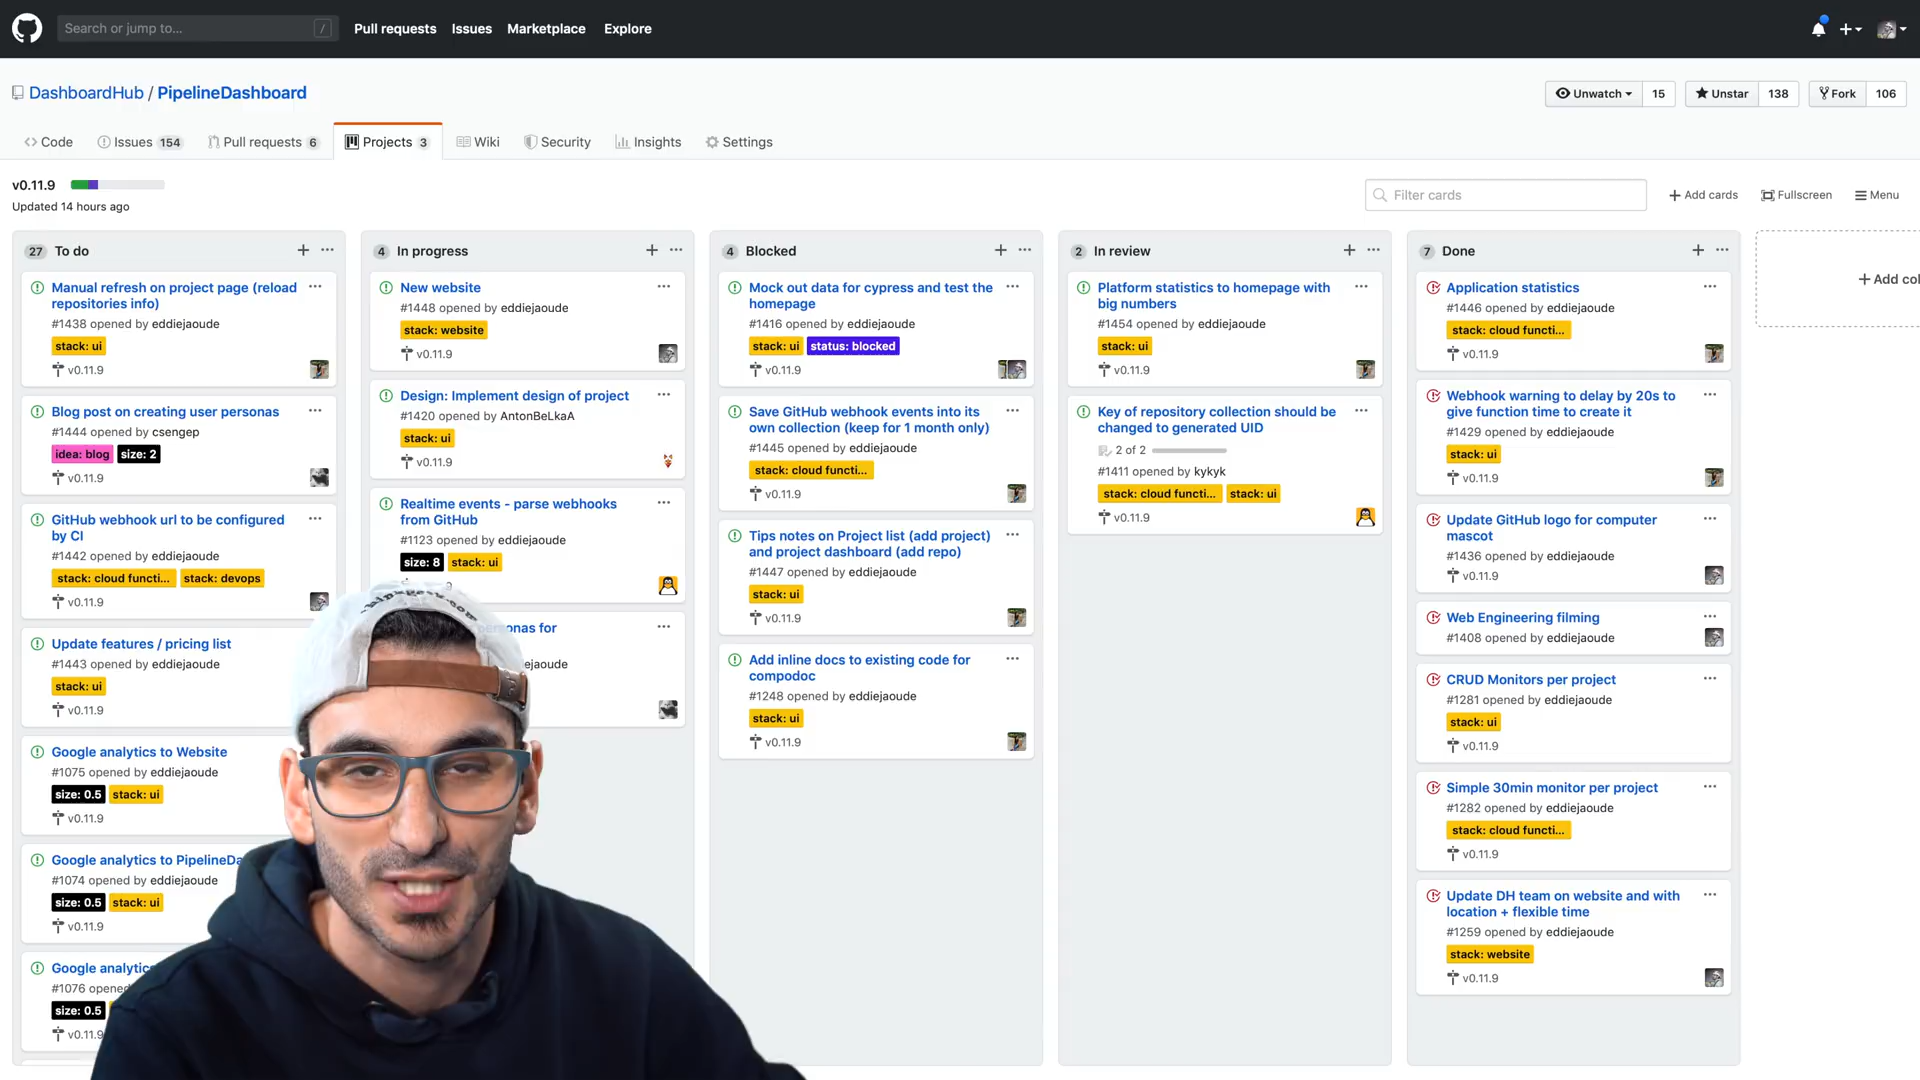 Search or jump to...
/
Pull requests
Issues
Marketplace
Explore
DashboardHub / PipelineDashboard
Unwatch
15
Unstar
138
Fork
106
Code
Issues 154
Pull requests 6
Projects 3
Wiki
Security
Insights
Settings
v0.11.9
Updated 14 hours ago
Filter cards
Add cards
Fullscreen
Menu
27 To do
Manual refresh on project page (reload
repositories info)
#1438 opened by eddiejaoude
stack: ui
v0.11.9
Blog post on creating user personas
#1444 opened by csengep
idea: blog size: 2
v0.11.9
GitHub webhook url to be configured
by CI
#1442 opened by eddiejaoude
stack: cloud functi... stack: devops
v0.11.9
Update features / pricing list
#1443 opened by eddiejaoude
stack: ui
v0.11.9
Google analytics to Website
#1075 opened by eddiejaoude
size: 0.5 stack: ui
v0.11.9
Google analytics to PipelineDa
#1074 opened by eddiejaoude
size: 0.5 stack: ui
v0.11.9
Google analytic
#1076 opene
size: 0.5
v0.11.9
4 In progress
New website
#1448 opened by eddiejaoude
stack: website
v0.11.9
Design: Implement design of project
#1420 opened by AntonBeLkaA
stack: ui
v0.11.9
Realtime events - parse webhooks
from GitHub
#1123 opened by eddiejaoude
size: 8 stack: ui
personas for
ejaoude
4 Blocked
Mock out data for cypress and test the
homepage
#1416 opened by eddiejaoude
stack: ui status: blocked
v0.11.9
Save GitHub webhook events into its
own collection (keep for 1 month only)
#1445 opened by eddiejaoude
stack: cloud functi...
v0.11.9
Tips notes on Project list (add project)
and project dashboard (add repo)
#1447 opened by eddiejaoude
stack: ui
v0.11.9
Add inline docs to existing code for
compodoc
#1248 opened by eddiejaoude
stack: ui
v0.11.9
2 In review
Platform statistics to homepage with
big numbers
#1454 opened by eddiejaoude
stack: ui
v0.11.9
Key of repository collection should be
changed to generated UID
2 of 2
#1411 opened by kykyk
stack: cloud functi... stack: ui
v0.11.9
7 Done
Application statistics
#1446 opened by eddiejaoude
stack: cloud functi...
v0.11.9
Webhook warning to delay by 20s to
give function time to create it
#1429 opened by eddiejaoude
stack: ui
v0.11.9
Update GitHub logo for computer
mascot
#1436 opened by eddiejaoude
v0.11.9
Web Engineering filming
#1408 opened by eddiejaoude
CRUD Monitors per project
#1281 opened by eddiejaoude
stack: ui
v0.11.9
Simple 30min monitor per project
#1282 opened by eddiejaoude
stack: cloud functi...
v0.11.9
Update DH team on website and with
location + flexible time
#1259 opened by eddiejaoude
stack: website
v0.11.9
Add col